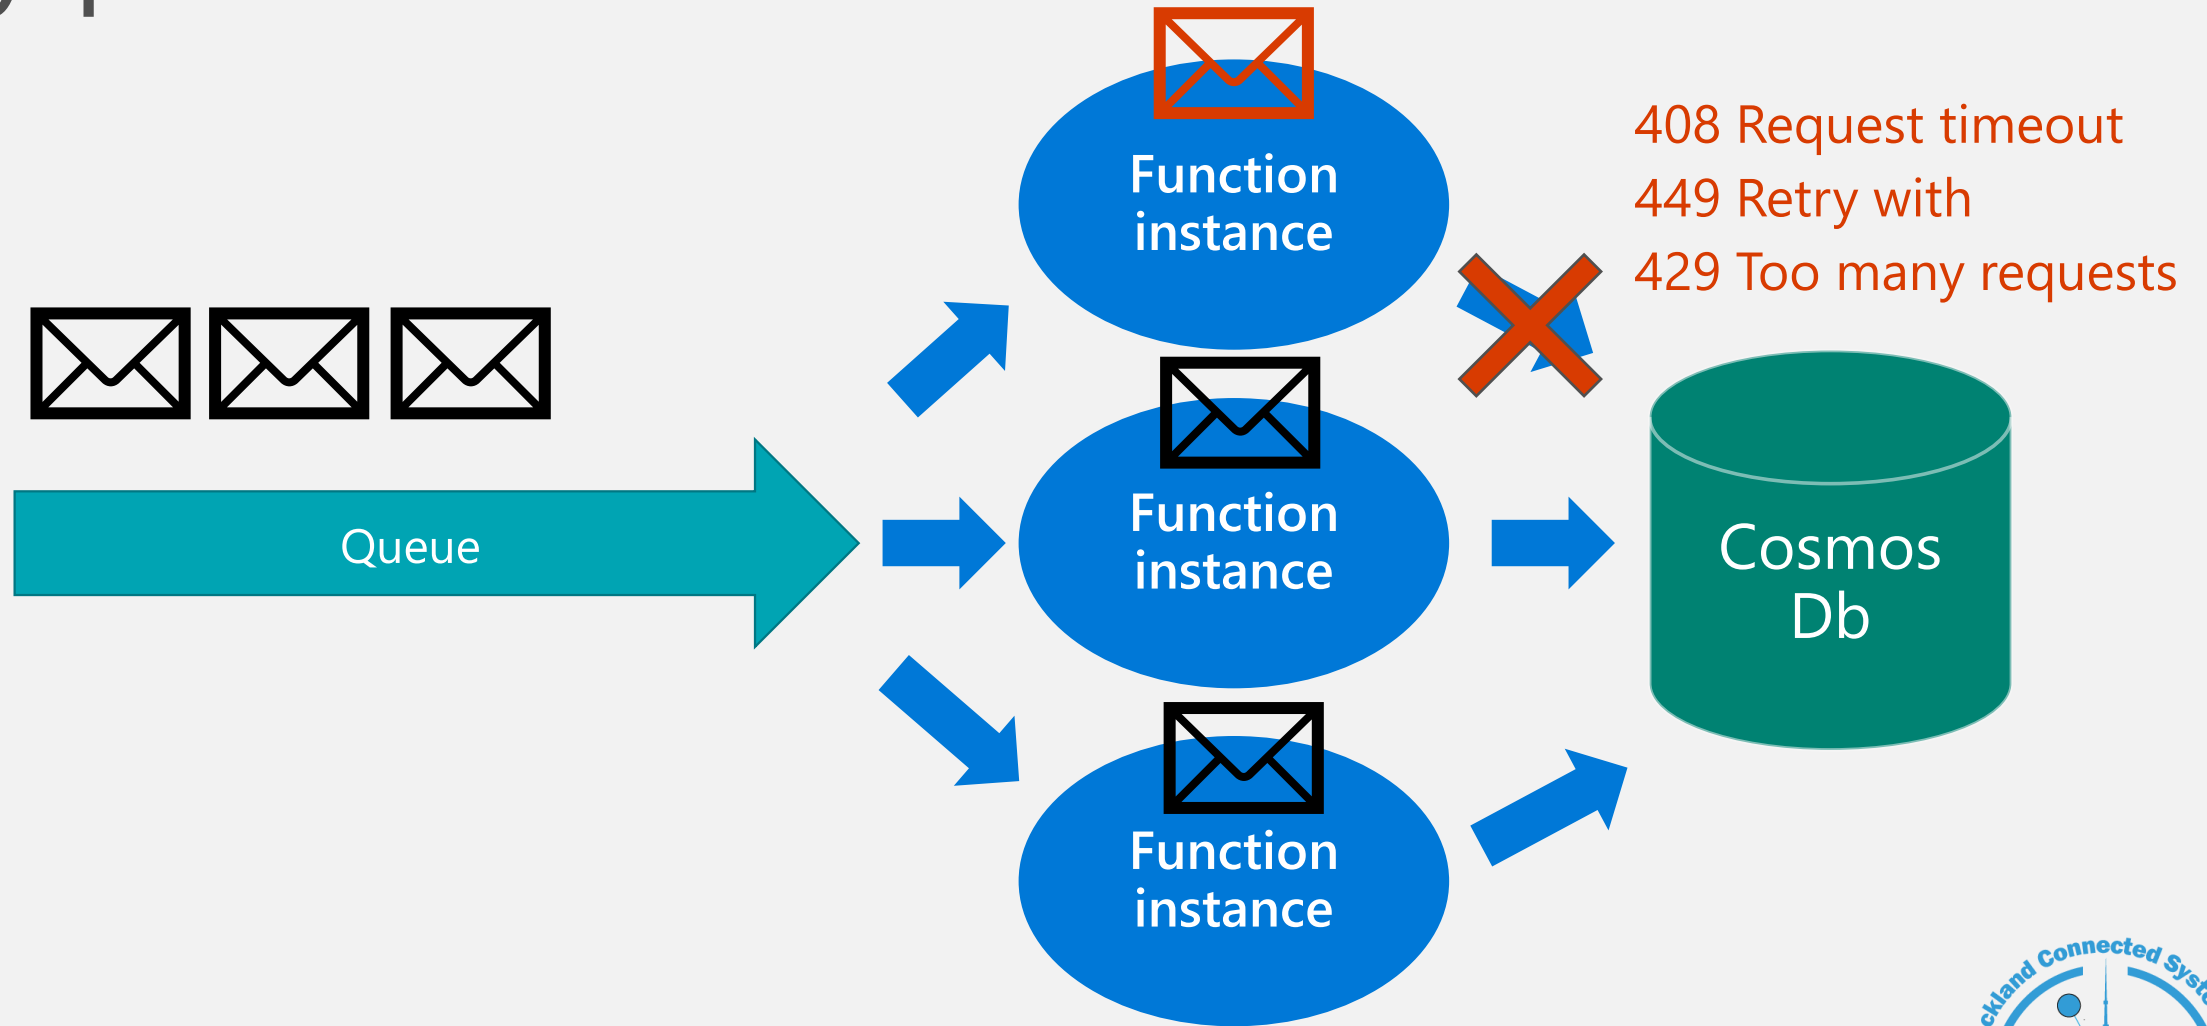 408 Request timeout
449 Retry with
429 Too many requests
Function
instance
Queue
Function
instance
Cosmos
Db
Function
instance
Connected